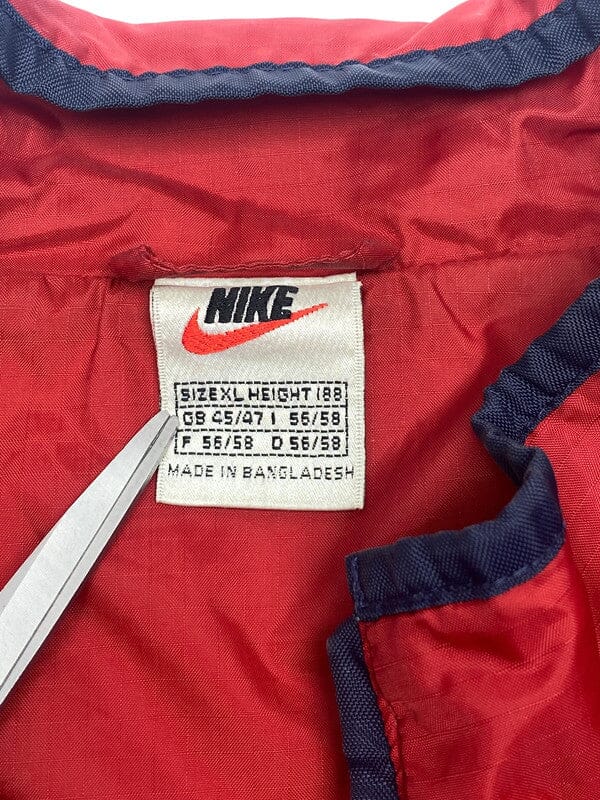 NIKE
SIZE XL HEIGHT 188
GB 45/47 I 56/58
F 56/58 D 56/58
MADE IN BANGLADESH